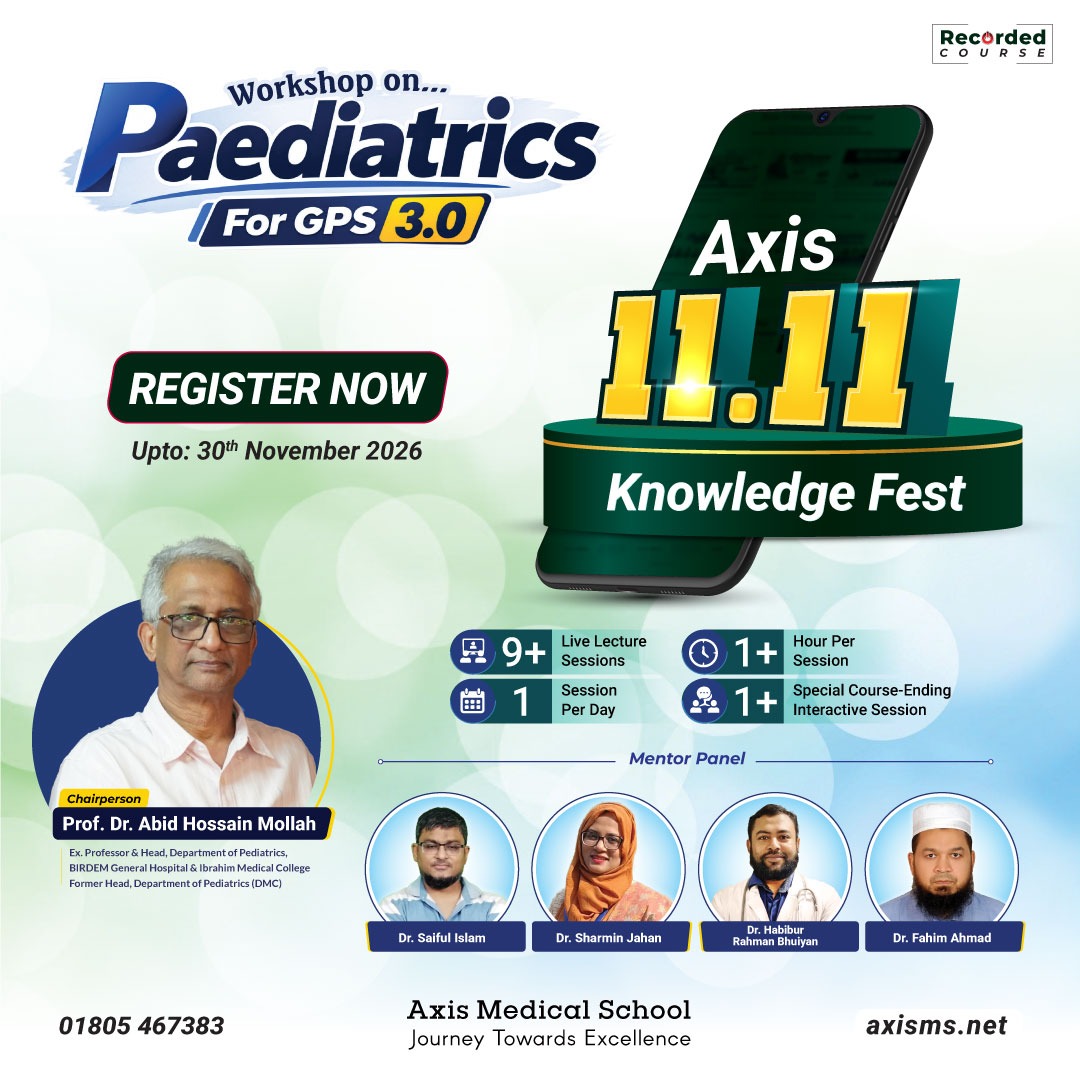 Recorded
COURSE
Workshop on...
Paediatrics
For GPS 3.0
Axis
11.11
Knowledge Fest
REGISTER NOW
Upto: 30th November 2026
9+ Live Lecture
Sessions
1+ Hour Per
Session
1 Session
Per Day
1+ Special Course-Ending
Interactive Session
Mentor Panel
Chairperson
Prof. Dr. Abid Hossain Mollah
Ex. Professor & Head, Department of Pediatrics,
BIRDEM General Hospital & Ibrahim Medical College
Former Head, Department of Pediatrics (DMC)
Dr. Saiful Islam
Dr. Sharmin Jahan
Dr. Habibur
Rahman Bhuiyan
Dr. Fahim Ahmad
01805 467383
Axis Medical School
Journey Towards Excellence
axisms.net